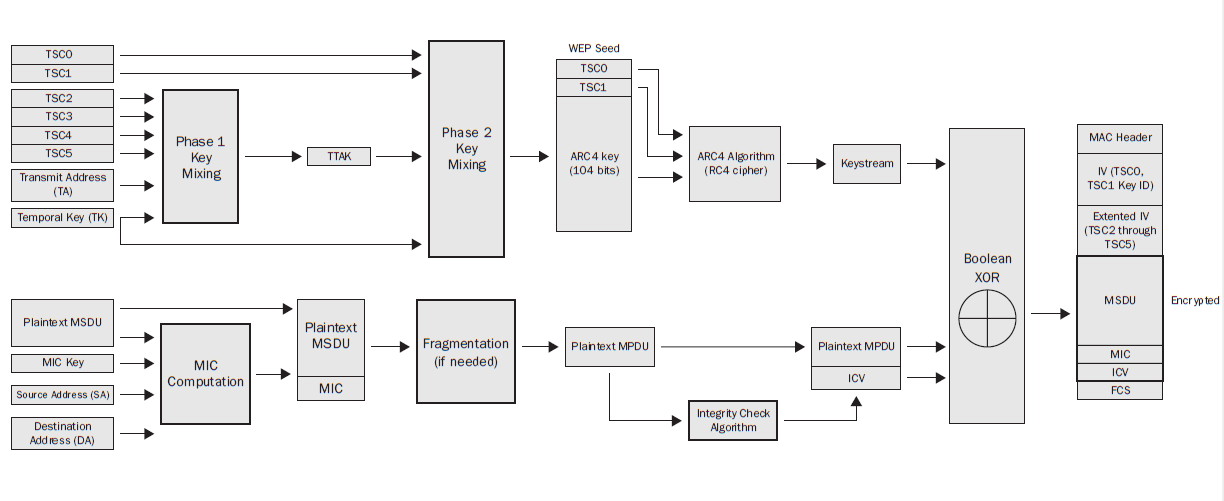 TSC0
TSC1
TSC2
TSC3
TSC4
TSC5
Transmit Address
(TA)
Temporal Key (TK)
Phase 1
Key
Mixing
TTAK
Phase 2
Key
Mixing
WEP Seed
TSC0
TSC1
ARC4 key
(104 bits)
ARC4 Algorithm
(RC4 cipher)
Keystream
Plaintext MSDU
MIC Key
Source Address (SA)
Destination
Address (DA)
MIC
Computation
Plaintext
MSDU
MIC
Fragmentation
(if needed)
Plaintext MPDU
Integrity Check
Algorithm
Plaintext MPDU
ICV
Boolean
XOR
MAC Header
IV (TSC0,
TSC1 Key ID)
Extented IV
(TSC2 through
TSC5)
MSDU
Encrypted
MIC
ICV
FCS